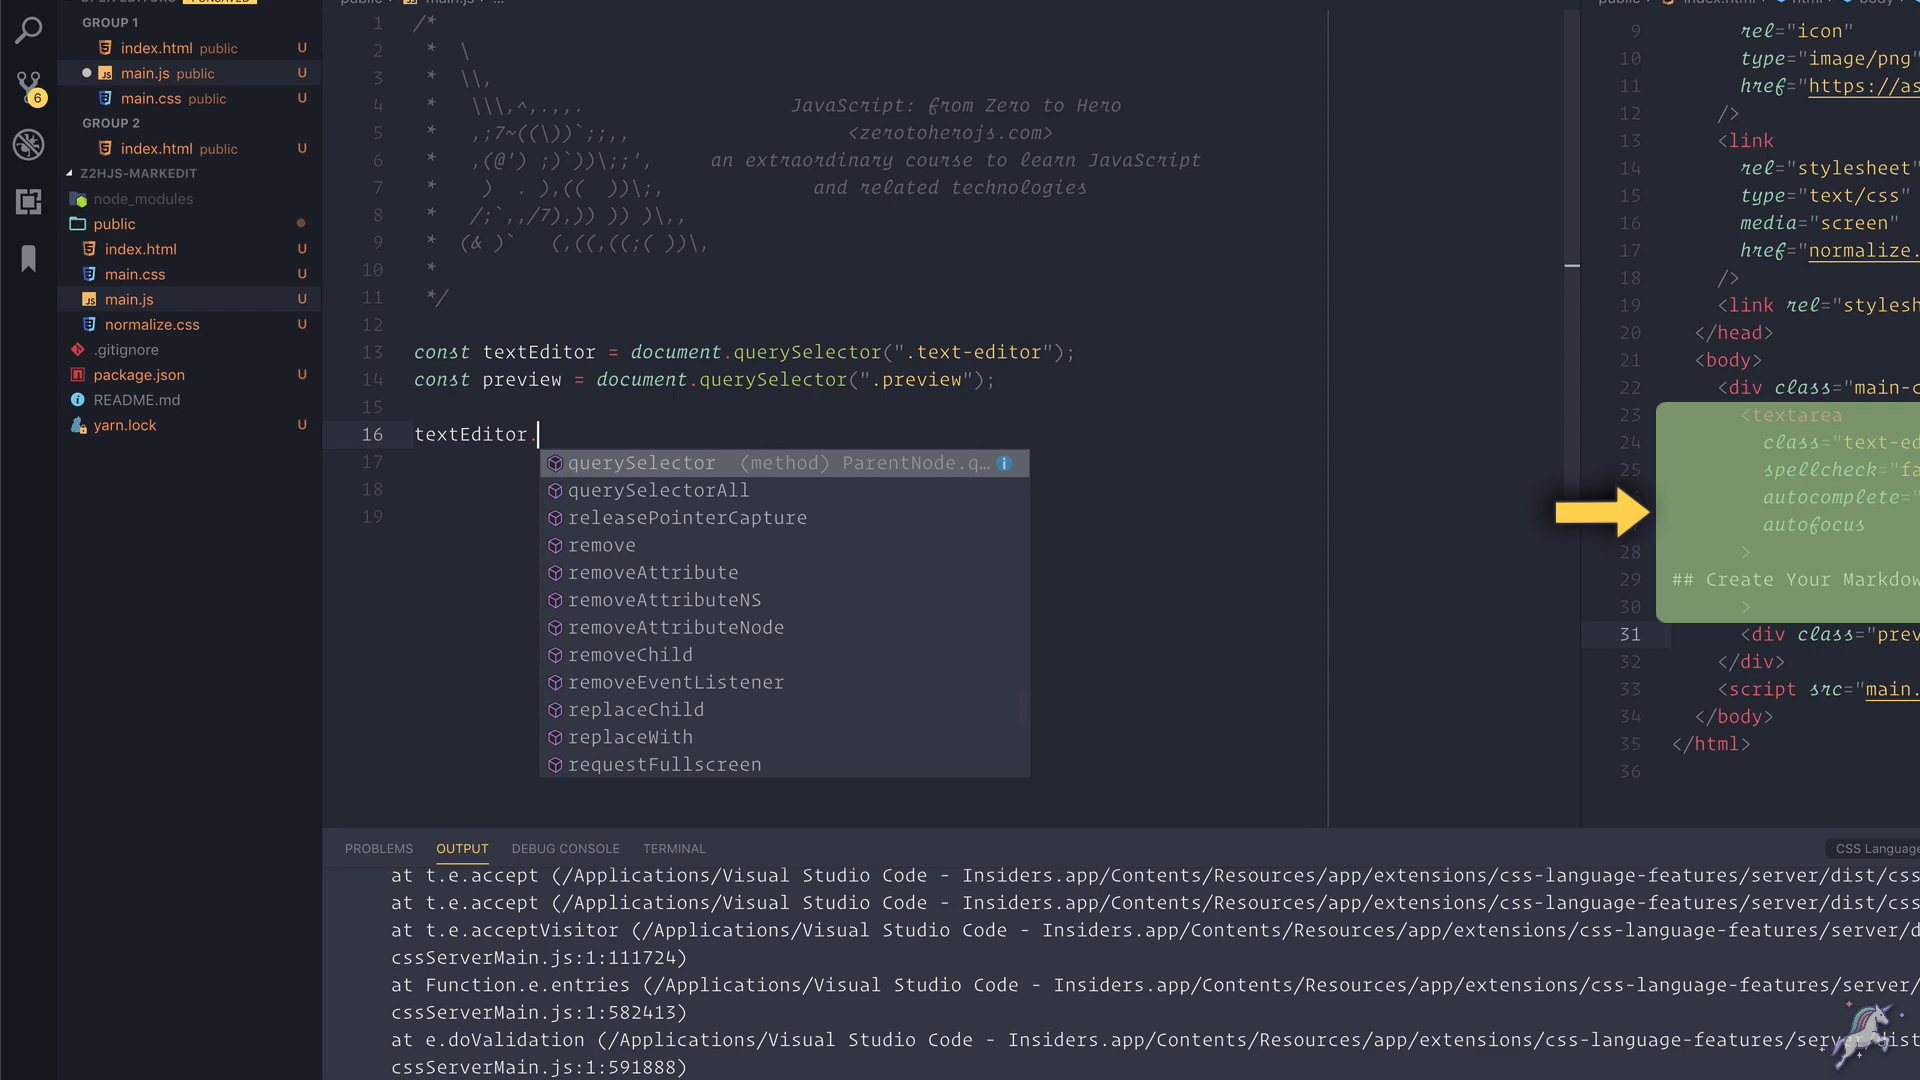 GROUP 1
index.html public U
main.js public U
main.css public U
GROUP 2
index.html public U
Z2HJS-MARKEDIT
node_modules
public
index.html U
main.css U
main.js U
normalize.css U
.gitignore
package.json U
README.md
yarn.lock U
6
1 /*
2 * \
3 * \\,
4 * \\\,^,.,,. JavaScript: from Zero to Hero
5 * ,;7~((\))`;;,, <zerotoherojs.com>
6 * ,(@') ;)`))\;;', an extraordinary course to learn JavaScript
7 * ) . ),(( ))\;, and related technologies
8 * /;`,,/7),)) )) )\,,
9 * (& )` (,((,((;( ))\,
10 *
11 */
12
13 const textEditor = document.querySelector(".text-editor");
14 const preview = document.querySelector(".preview");
15
16 textEditor.
17
18
19
querySelector (method) ParentNode.q…
querySelectorAll
releasePointerCapture
remove
removeAttribute
removeAttributeNS
removeAttributeNode
removeChild
removeEventListener
replaceChild
replaceWith
requestFullscreen
9 rel="icon"
10 type="image/png"
11 href="https://as
12 />
13 <link
14 rel="stylesheet"
15 type="text/css"
16 media="screen"
17 href="normalize.
18 />
19 <link rel="stylesh
20 </head>
21 <body>
22 <div class="main-c
23 <textarea
24 class="text-ed
25 spellcheck="fa
autocomplete="
autofocus
28 >
29 ## Create Your Markdow
30 >
31 <div class="prev
32 </div>
33 <script src="main.
34 </body>
35 </html>
36
PROBLEMS OUTPUT DEBUG CONSOLE TERMINAL CSS Language
at t.e.accept (/Applications/Visual Studio Code - Insiders.app/Contents/Resources/app/extensions/css-language-features/server/dist/css
at t.e.accept (/Applications/Visual Studio Code - Insiders.app/Contents/Resources/app/extensions/css-language-features/server/dist/css
at t.e.acceptVisitor (/Applications/Visual Studio Code - Insiders.app/Contents/Resources/app/extensions/css-language-features/server/d
cssServerMain.js:1:111724)
at Function.e.entries (/Applications/Visual Studio Code - Insiders.app/Contents/Resources/app/extensions/css-language-features/server/
cssServerMain.js:1:582413)
at e.doValidation (/Applications/Visual Studio Code - Insiders.app/Contents/Resources/app/extensions/css-language-features/server/dist
cssServerMain.js:1:591888)